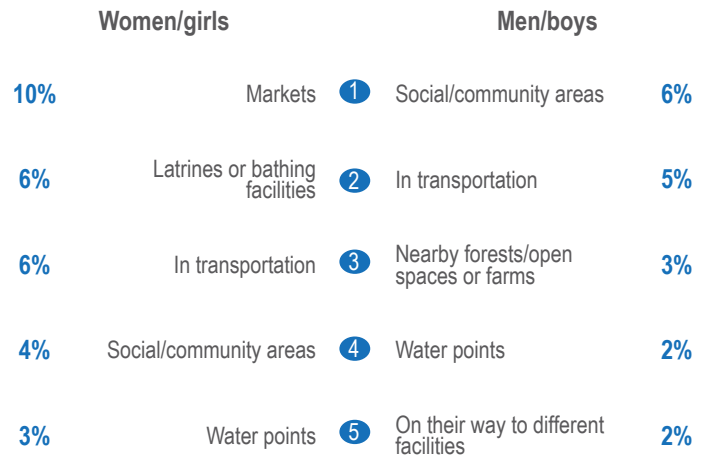 Women/girls Men/boys
10% Markets 1 Social/community areas 6%
6% Latrines or bathing
facilities 2 In transportation 5%
6% In transportation 3 Nearby forests/open
spaces or farms 3%
4% Social/community areas 4 Water points 2%
3% Water points 5 On their way to different
facilities 2%